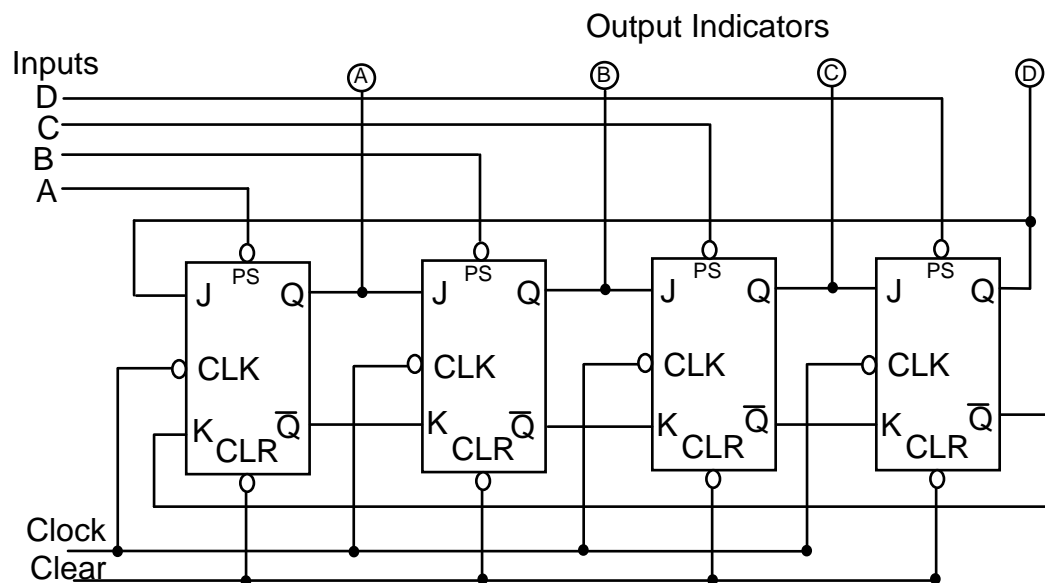 Output Indicators
Inputs
A B C D
D
C
B
A
PS PS PS PS
J Q J Q J Q J Q
CLK CLK CLK CLK
K Q̅ K Q̅ K Q̅ K Q̅
CLR CLR CLR CLR
Clock
Clear